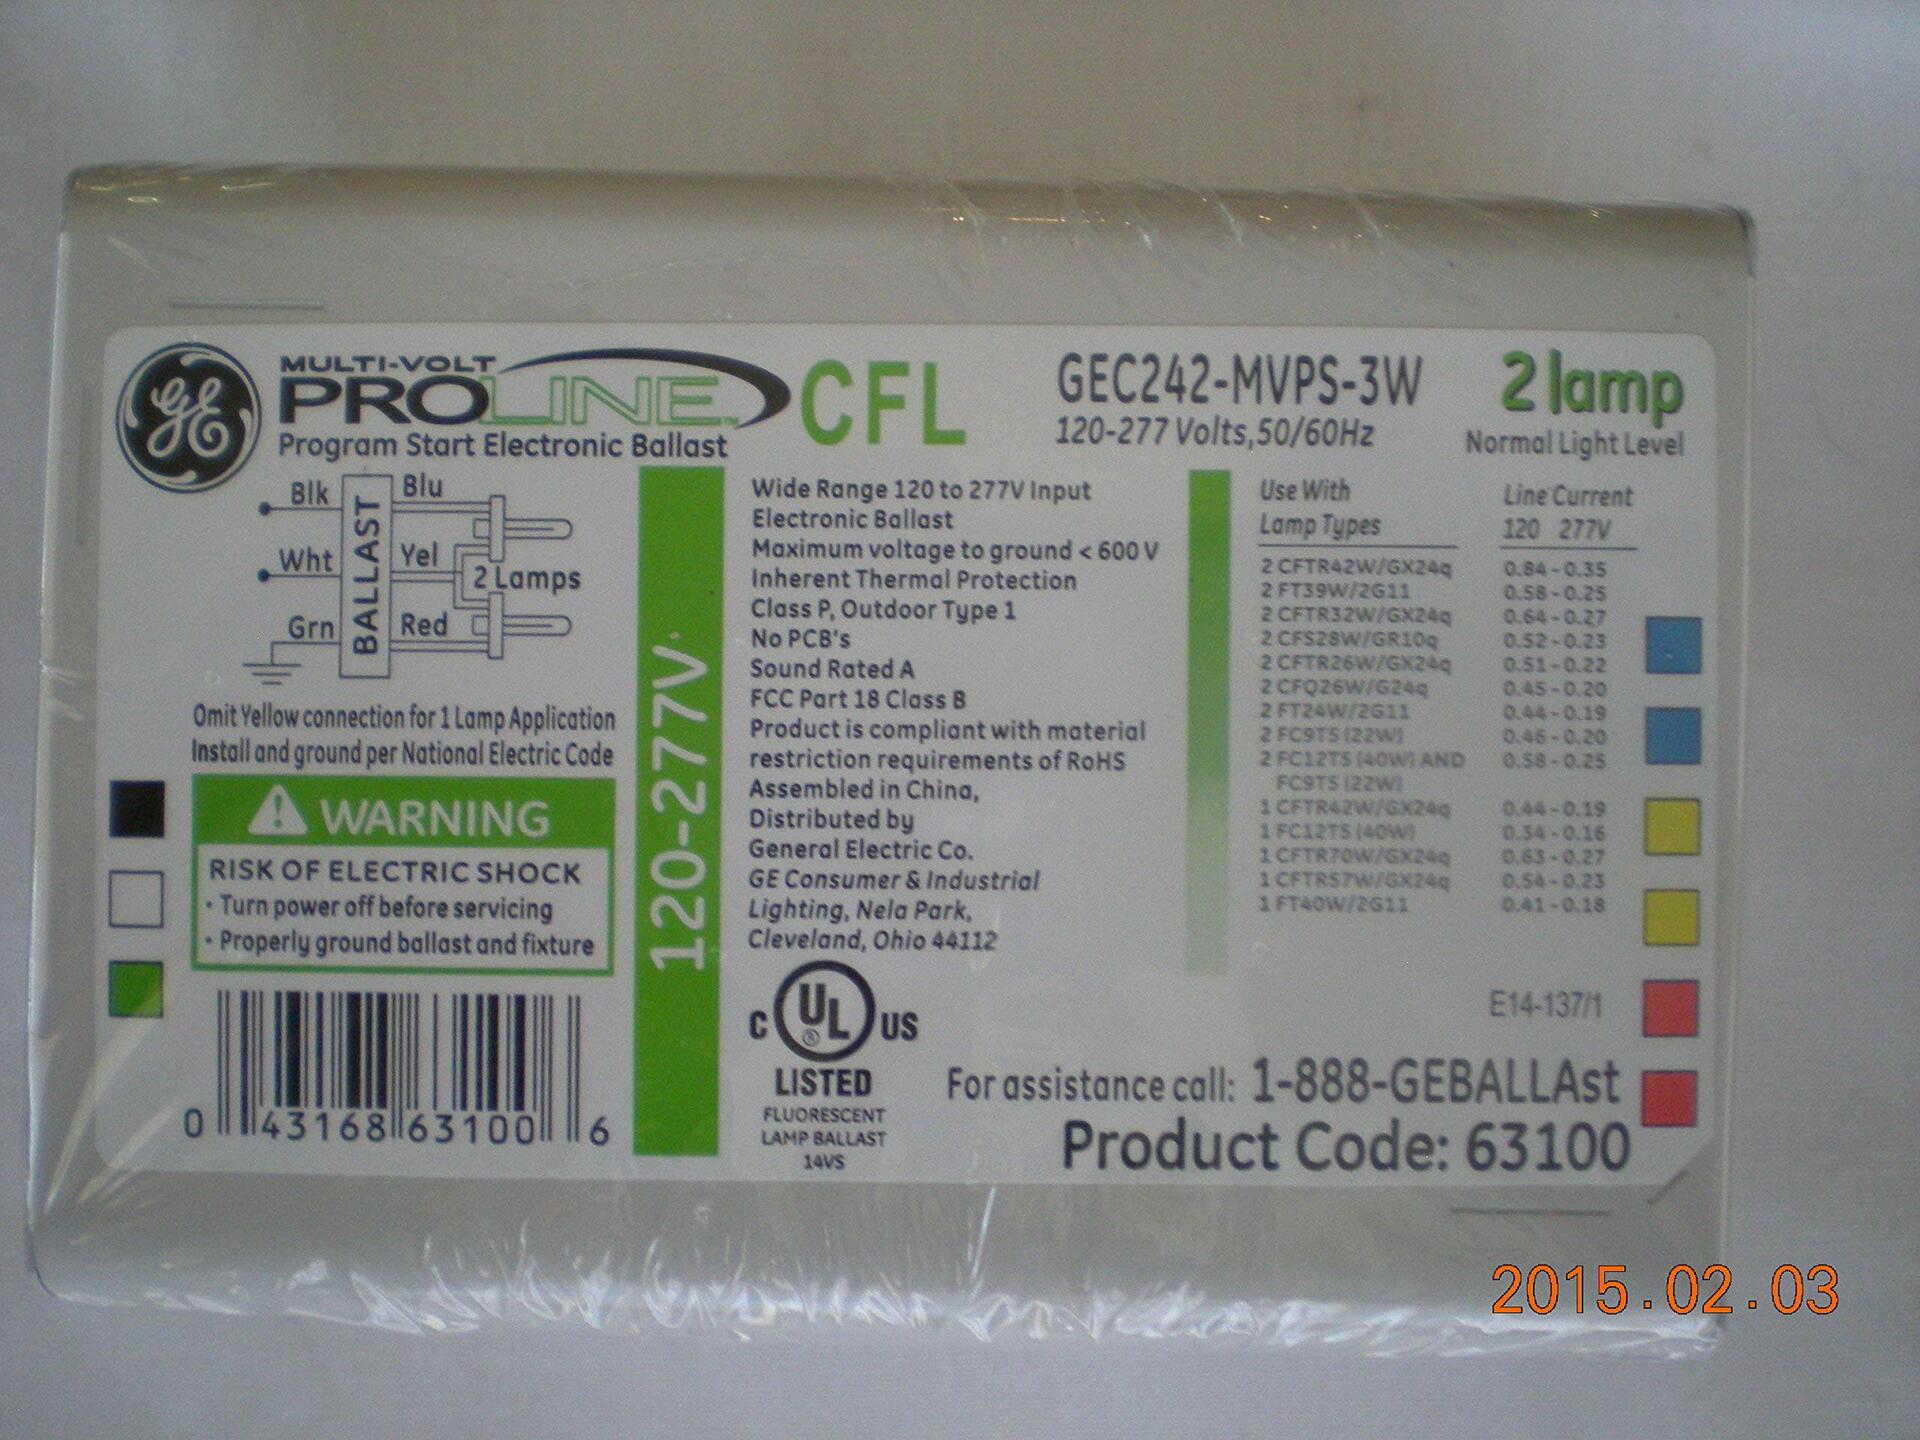 GE
MULTI-VOLT
PROLINE™ CFL
Program Start Electronic Ballast
GEC242-MVPS-3W
120-277 Volts,50/60Hz
2 lamp
Normal Light Level
Blk
Wht
Grn
BALLAST
Blu
Yel
2 Lamps
Red
Omit Yellow connection for 1 Lamp Application
Install and ground per National Electric Code
WARNING
RISK OF ELECTRIC SHOCK
• Turn power off before servicing
• Properly ground ballast and fixture
0 43168 63100 6
120-277V.
Wide Range 120 to 277V Input
Electronic Ballast
Maximum voltage to ground < 600 V
Inherent Thermal Protection
Class P, Outdoor Type 1
No PCB's
Sound Rated A
FCC Part 18 Class B
Product is compliant with material
restriction requirements of RoHS
Assembled in China,
Distributed by
General Electric Co.
GE Consumer & Industrial
Lighting, Nela Park,
Cleveland, Ohio 44112
C UL ® US
LISTED
FLUORESCENT
LAMP BALLAST
14VS
Use With Line Current
Lamp Types 120 277V
2 CFTR42W/GX24q 0.84 - 0.35
2 FT39W/2G11 0.58 - 0.25
2 CFTR32W/GX24q 0.64 - 0.27
2 CFS28W/GR10q 0.52 - 0.23
2 CFTR26W/GX24q 0.51 - 0.22
2 CFQ26W/G24q 0.45 - 0.20
2 FT24W/2G11 0.44 - 0.19
2 FC9T5 (22W) 0.46 - 0.20
2 FC12T5 (40W) AND 0.58 - 0.25
FC9T5 (22W)
1 CFTR42W/GX24q 0.44 - 0.19
1 FC12T5 (40W) 0.34 - 0.16
1 CFTR70W/GX24q 0.63 - 0.27
1 CFTR57W/GX24q 0.54 - 0.23
1 FT40W/2G11 0.41 - 0.18
E14-137/1
For assistance call: 1-888-GEBALLAst
Product Code: 63100
2015.02.03